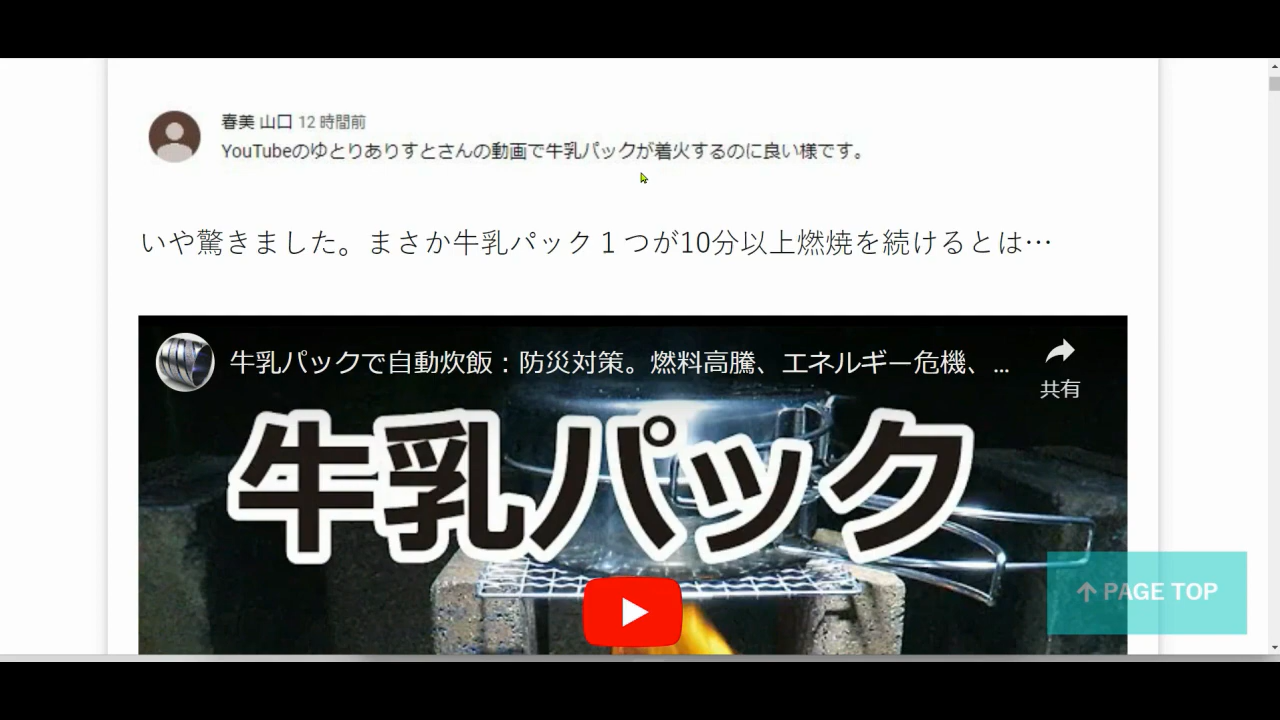 春美 山口 12 時間前
YouTubeのゆとりありすとさんの動画で牛乳パックが着火するのに良い様です。
いや驚きました。まさか牛乳パック１つが10分以上燃焼を続けるとは…
牛乳パックで自動炊飯：防災対策。燃料高騰、エネルギー危機、...
共有
牛乳パック
PAGE TOP